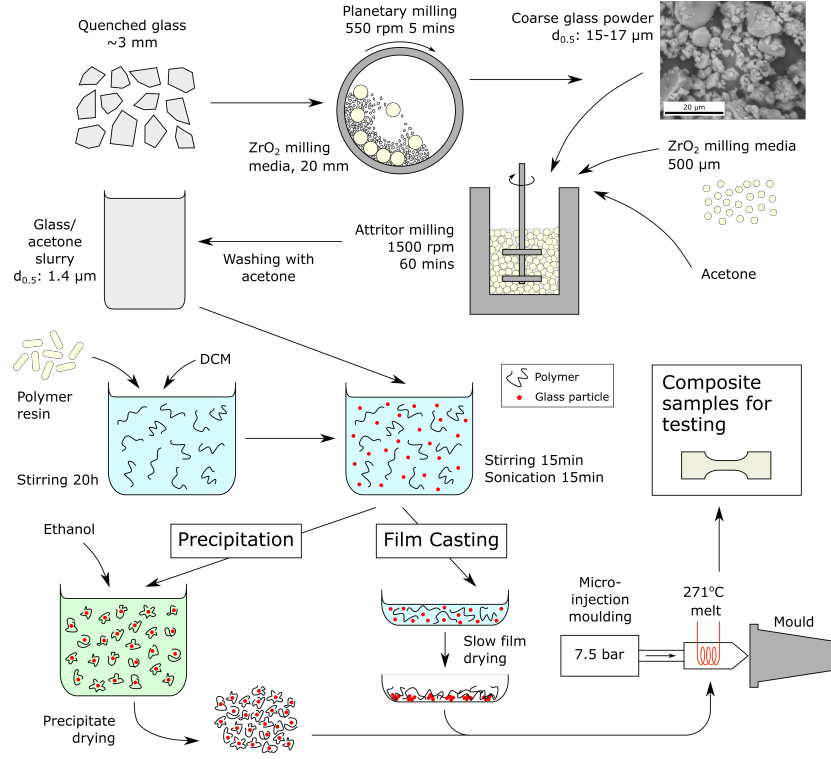 Quenched glass
~3 mm
Planetary milling
550 rpm 5 mins
ZrO2 milling
media, 20 mm
Coarse glass powder
d0.5: 15-17 µm
20 µm
ZrO2 milling media
500 µm
Acetone
Attritor milling
1500 rpm
60 mins
Washing with
acetone
Glass/
acetone
slurry
d0.5: 1.4 µm
Polymer
resin
DCM
Stirring 20h
Polymer
Glass particle
Stirring 15min
Sonication 15min
Composite
samples for
testing
Ethanol
Precipitation
Film Casting
Slow film
drying
Precipitate
drying
Micro-
injection
moulding
7.5 bar
271°C
melt
Mould